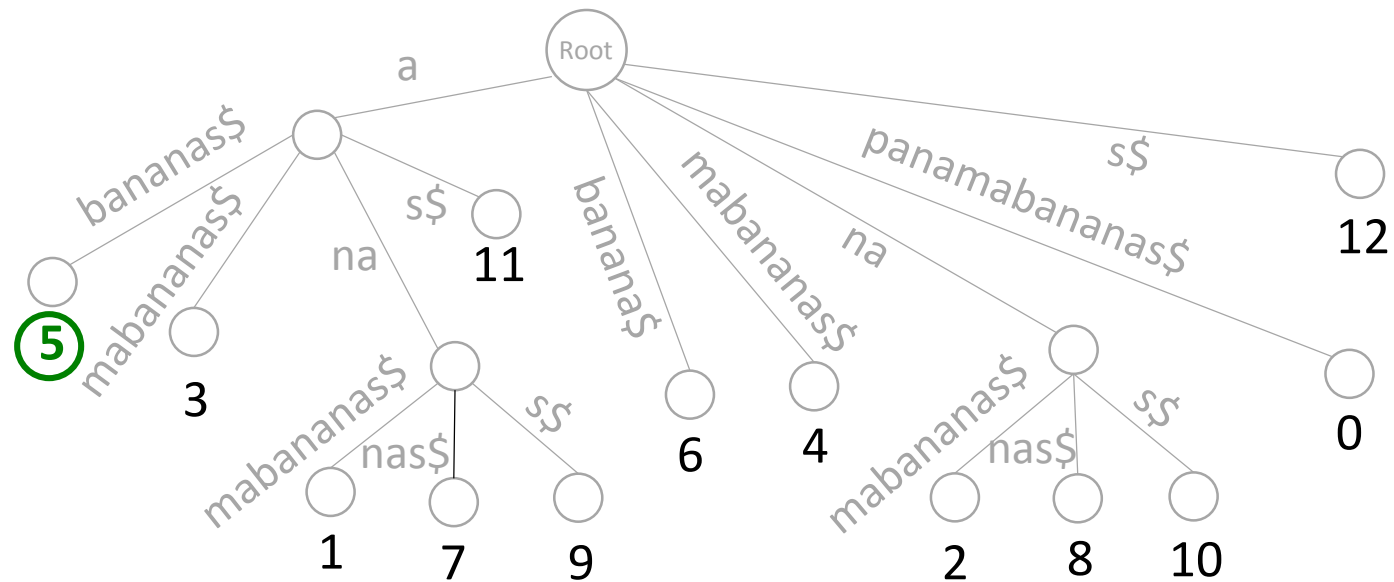 Root
a
bananas$
mabananas$
na
s$
banana$
mabananas$
na
panamabananas$
s$
5
3
11
12
mabananas$
nas$
s$
6
4
mabananas$
nas$
s$
0
1
7
9
2
8
10